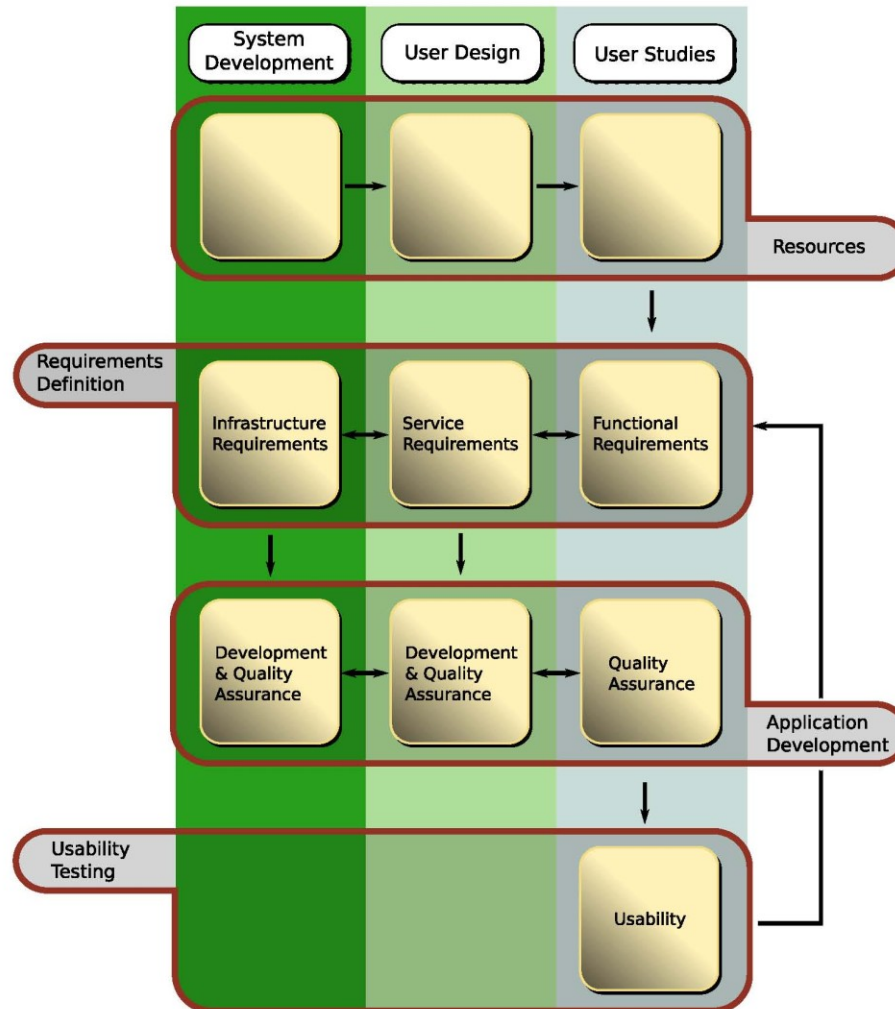 System
Development
User Design
User Studies
Resources
Requirements
Definition
Infrastructure
Requirements
Service
Requirements
Functional
Requirements
Development
& Quality
Assurance
Development
& Quality
Assurance
Quality
Assurance
Application
Development
Usability
Testing
Usability